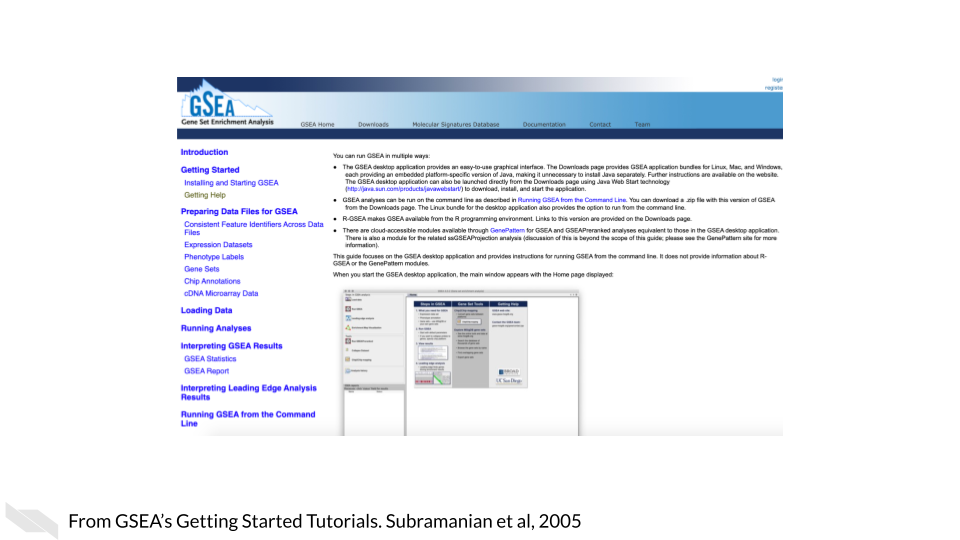 login
register
GSEA
Gene Set Enrichment Analysis
GSEA Home
Downloads
Molecular Signatures Database
Documentation
Contact
Team
Introduction
Getting Started
Installing and Starting GSEA
Getting Help
Preparing Data Files for GSEA
Consistent Feature Identifiers Across Data
Files
Expression Datasets
Phenotype Labels
Gene Sets
Chip Annotations
cDNA Microarray Data
Loading Data
Running Analyses
Interpreting GSEA Results
GSEA Statistics
GSEA Report
Interpreting Leading Edge Analysis
Results
Running GSEA from the Command
Line
You can run GSEA in multiple ways:
• The GSEA desktop application provides an easy-to-use graphical interface. The Downloads page provides GSEA application bundles for Linux, Mac, and Windows,
each providing an embedded platform-specific version of Java, making it unnecessary to install Java separately. Further instructions are available on the website.
The GSEA desktop application can also be launched directly from the Downloads page using Java Web Start technology
(http://java.sun.com/products/javawebstart/) to download, install, and start the application.
• GSEA analyses can be run on the command line as described in Running GSEA from the Command Line. You can download a .zip file with this version of GSEA
from the Downloads page. The Linux bundle for the desktop application also provides the option to run from the command line.
• R-GSEA makes GSEA available from the R programming environment. Links to this version are provided on the Downloads page.
• There are cloud-accessible modules available through GenePattern for GSEA and GSEAPreranked analyses equivalent to those in the GSEA desktop application.
There is also a module for the related ssGSEAProjection analysis (discussion of this is beyond the scope of this guide; please see the GenePattern site for more
information).
This guide focuses on the GSEA desktop application and provides instructions for running GSEA from the command line. It does not provide information about R-
GSEA or the GenePattern modules.
When you start the GSEA desktop application, the main window appears with the Home page displayed:
Steps in GSEA
Gene Set Tools
Getting Help
BROAD
UC San Diego
From GSEA's Getting Started Tutorials. Subramanian et al, 2005